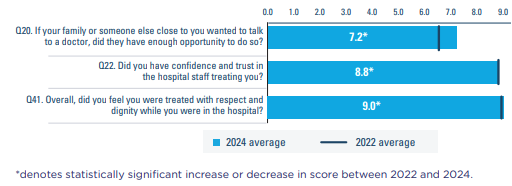 0.0 1.0 2.0 3.0 4.0 5.0 6.0 7.0 8.0 9.0
Q20. If your family or someone else close to you wanted to talk
to a doctor, did they have enough opportunity to do so?
7.2*
Q22. Did you have confidence and trust in
the hospital staff treating you?
8.8*
Q41. Overall, did you feel you were treated with respect and
dignity while you were in the hospital?
9.0*
2024 average
2022 average
*denotes statistically significant increase or decrease in score between 2022 and 2024.